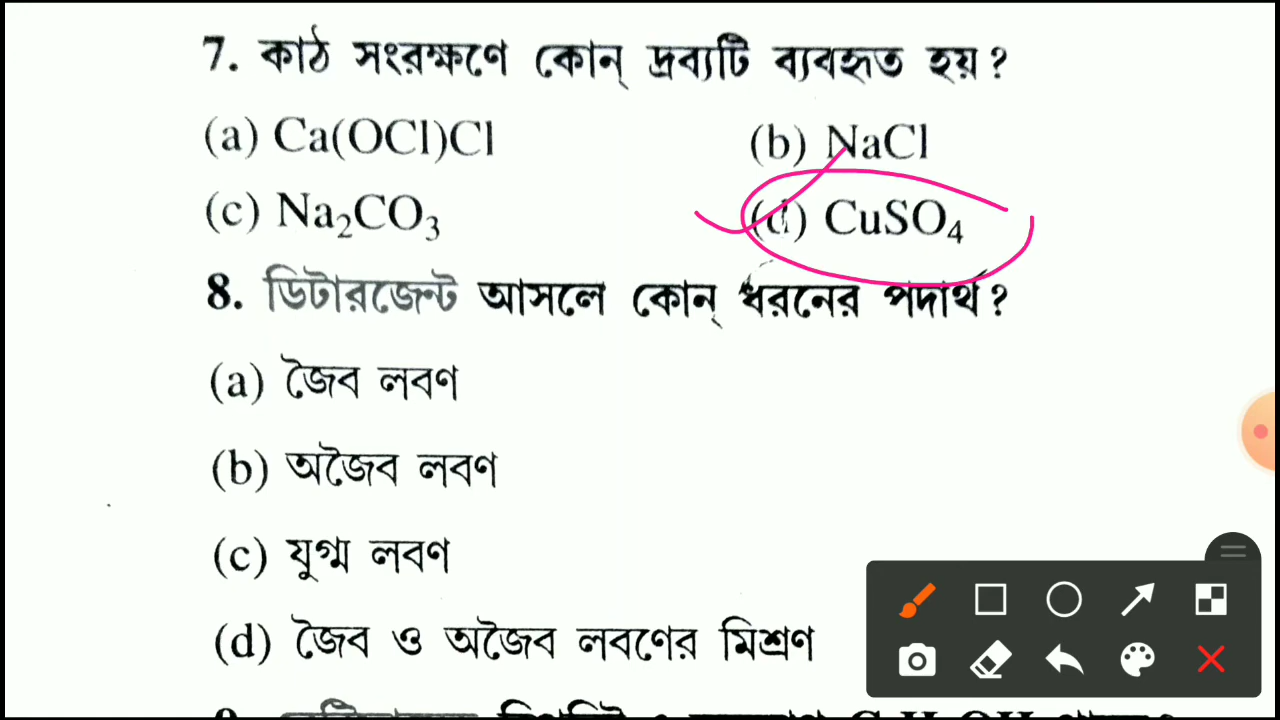 7. কাঠ সংরক্ষণে কোন্ দ্রব্যটি ব্যবহৃত হয়?
(a) Ca(OCl)Cl (b) NaCl
(c) Na₂CO₃ (d) CuSO₄
8. ডিটারজেন্ট আসলে কোন্ ধরনের পদার্থ?
(a) জৈব লবণ
(b) অজৈব লবণ
(c) যুগ্ম লবণ
(d) জৈব ও অজৈব লবণের মিশ্রণ